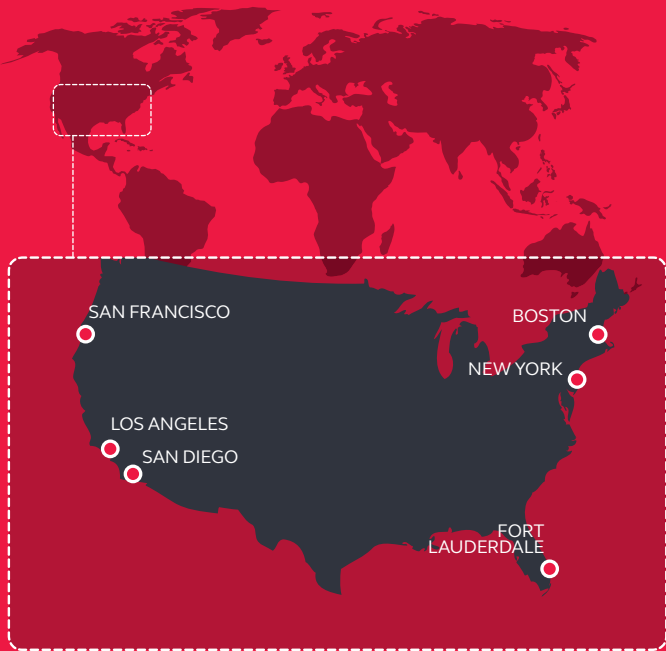 SAN FRANCISCO
BOSTON
NEW YORK
LOS ANGELES
SAN DIEGO
FORT
LAUDERDALE